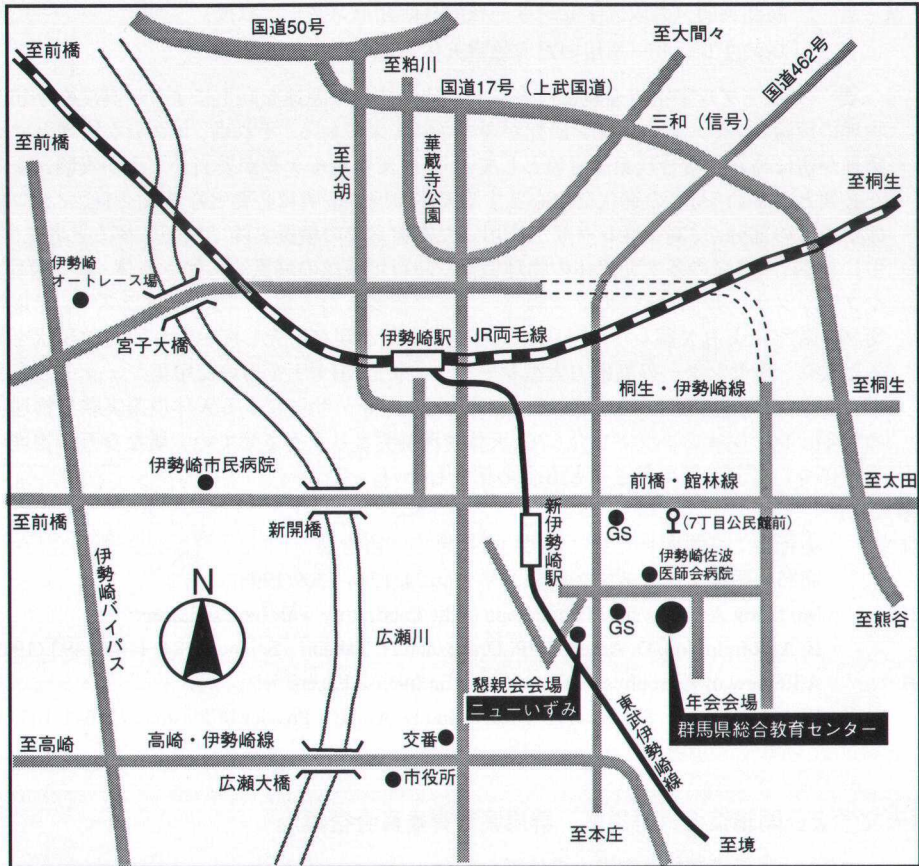 国道50号
至前橋
至粕川
至大間々
国道462号
国道17号（上武国道）
三和（信号）
至前橋
至大胡
華蔵寺公園
至桐生
伊勢崎
オートレース場
宮子大橋
伊勢崎駅
JR両毛線
桐生・伊勢崎線
至桐生
伊勢崎市民病院
前橋・館林線
至太田
至前橋
新開橋
新伊勢崎駅
GS
(7丁目公民館前)
伊勢崎佐波
医師会病院
伊勢崎バイパス
N
広瀬川
GS
至熊谷
懇親会会場
ニューいずみ
年会会場
群馬県総合教育センター
東武伊勢崎線
至高崎
高崎・伊勢崎線
交番
広瀬大橋
市役所
至本庄
至境